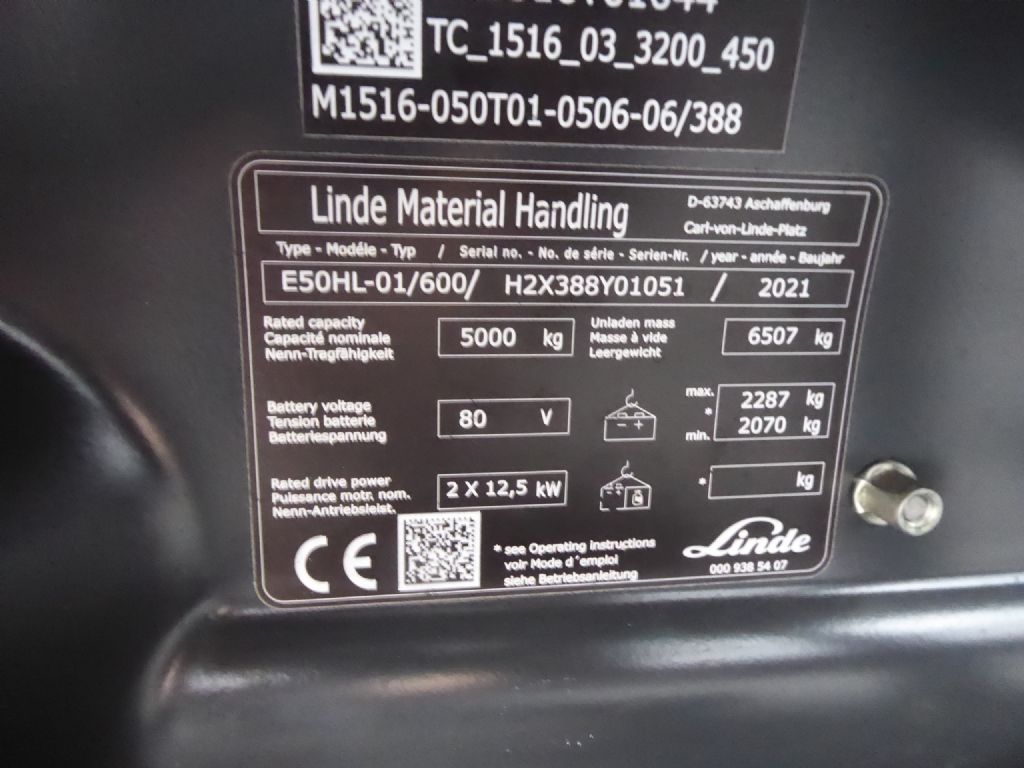 TC_1516_03_3200_450
M1516-050T01-0506-06/388
Linde Material Handling
D-63743 Aschaffenburg
Carl-von-Linde-Platz
Type - Modéle - Typ / Serial no. - No. de série - Serien-Nr. / year - année - Baujahr
E50HL-01/600/ H2X388Y01051 / 2021
Rated capacity
Capacité nominale
Nenn-Tragfähigkeit
5000 kg
Unladen mass
Masse à vide
Leergewicht
6507 kg
Battery voltage
Tension batterie
Batteriespannung
80 V
- +
max. 2287 kg
*
min. 2070 kg
Rated drive power
Puissance motr. nom.
Nenn-Antriebsleist.
2 X 12,5 kW
* kg
CE
* see Operating instructions
voir Mode d'emploi
siehe Betriebsanleitung
Linde
000 938 54 07